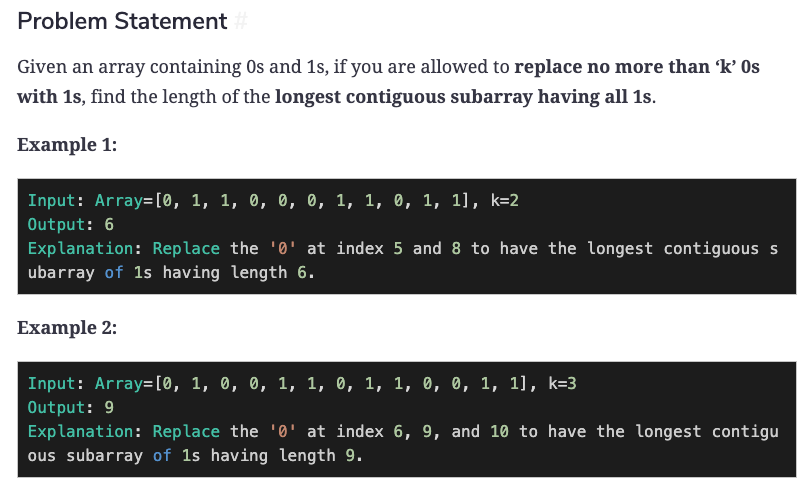 Problem Statement #
Given an array containing 0s and 1s, if you are allowed to replace no more than ‘k’ 0s
with 1s, find the length of the longest contiguous subarray having all 1s.
Example 1:
Input: Array=[0, 1, 1, 0, 0, 0, 1, 1, 0, 1, 1], k=2
Output: 6
Explanation: Replace the '0' at index 5 and 8 to have the longest contiguous s
ubarray of 1s having length 6.
Example 2:
Input: Array=[0, 1, 0, 0, 1, 1, 0, 1, 1, 0, 0, 1, 1], k=3
Output: 9
Explanation: Replace the '0' at index 6, 9, and 10 to have the longest contigu
ous subarray of 1s having length 9.